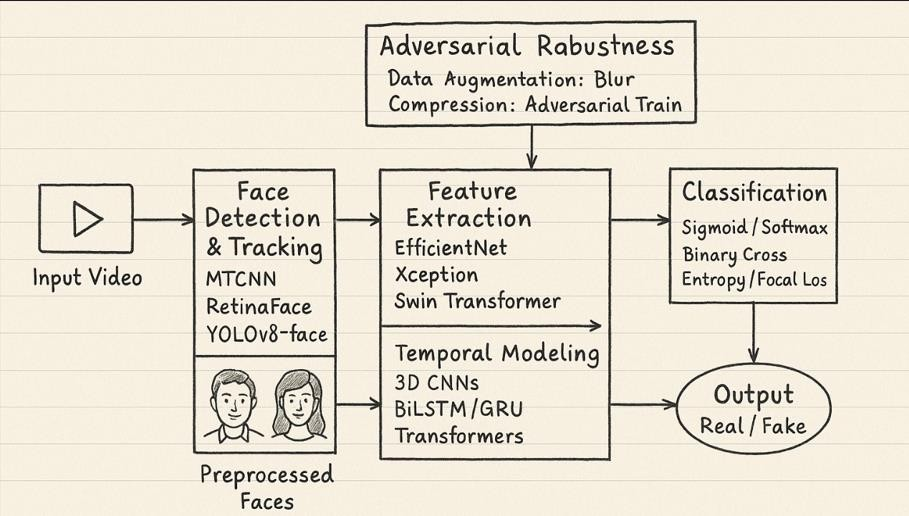 Adversarial Rabustness
Data Augmentation: Blur
Compression: Adversarial Train
Input Video
Face
Detection
& Tracking
MTCNN
RetinaFace
YOLOv8-face
Preprocessed
Faces
Feature
Extraction
EfficientNet
Xception
Swin Transformer
Temporal Modeling
3D CNNs
BiLSTM/GRU
Transformers
Classification
Sigmoid/Softmax
Binary Cross
Entropy/Focal Los
Output
Real/Fake